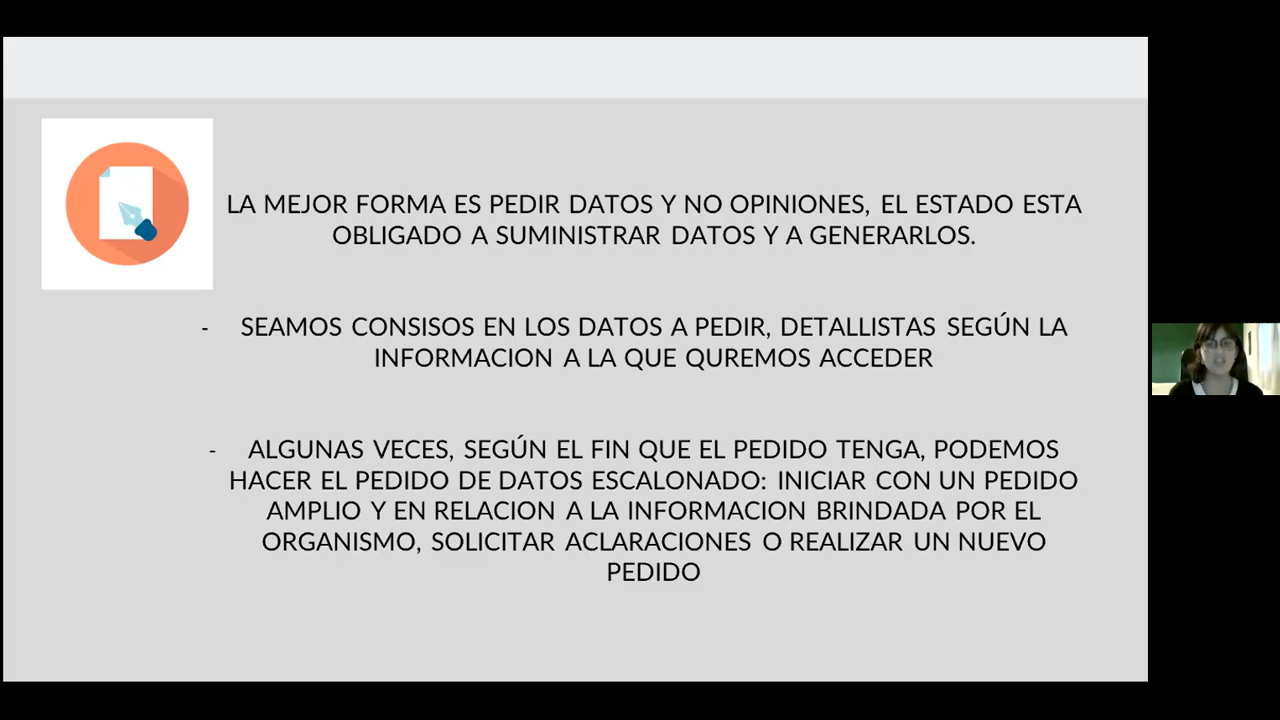 LA MEJOR FORMA ES PEDIR DATOS Y NO OPINIONES, EL ESTADO ESTA
OBLIGADO A SUMINISTRAR DATOS Y A GENERARLOS.
- SEAMOS CONSISOS EN LOS DATOS A PEDIR, DETALLISTAS SEGÚN LA
INFORMACION A LA QUE QUREMOS ACCEDER
- ALGUNAS VECES, SEGÚN EL FIN QUE EL PEDIDO TENGA, PODEMOS
HACER EL PEDIDO DE DATOS ESCALONADO: INICIAR CON UN PEDIDO
AMPLIO Y EN RELACION A LA INFORMACION BRINDADA POR EL
ORGANISMO, SOLICITAR ACLARACIONES O REALIZAR UN NUEVO
PEDIDO